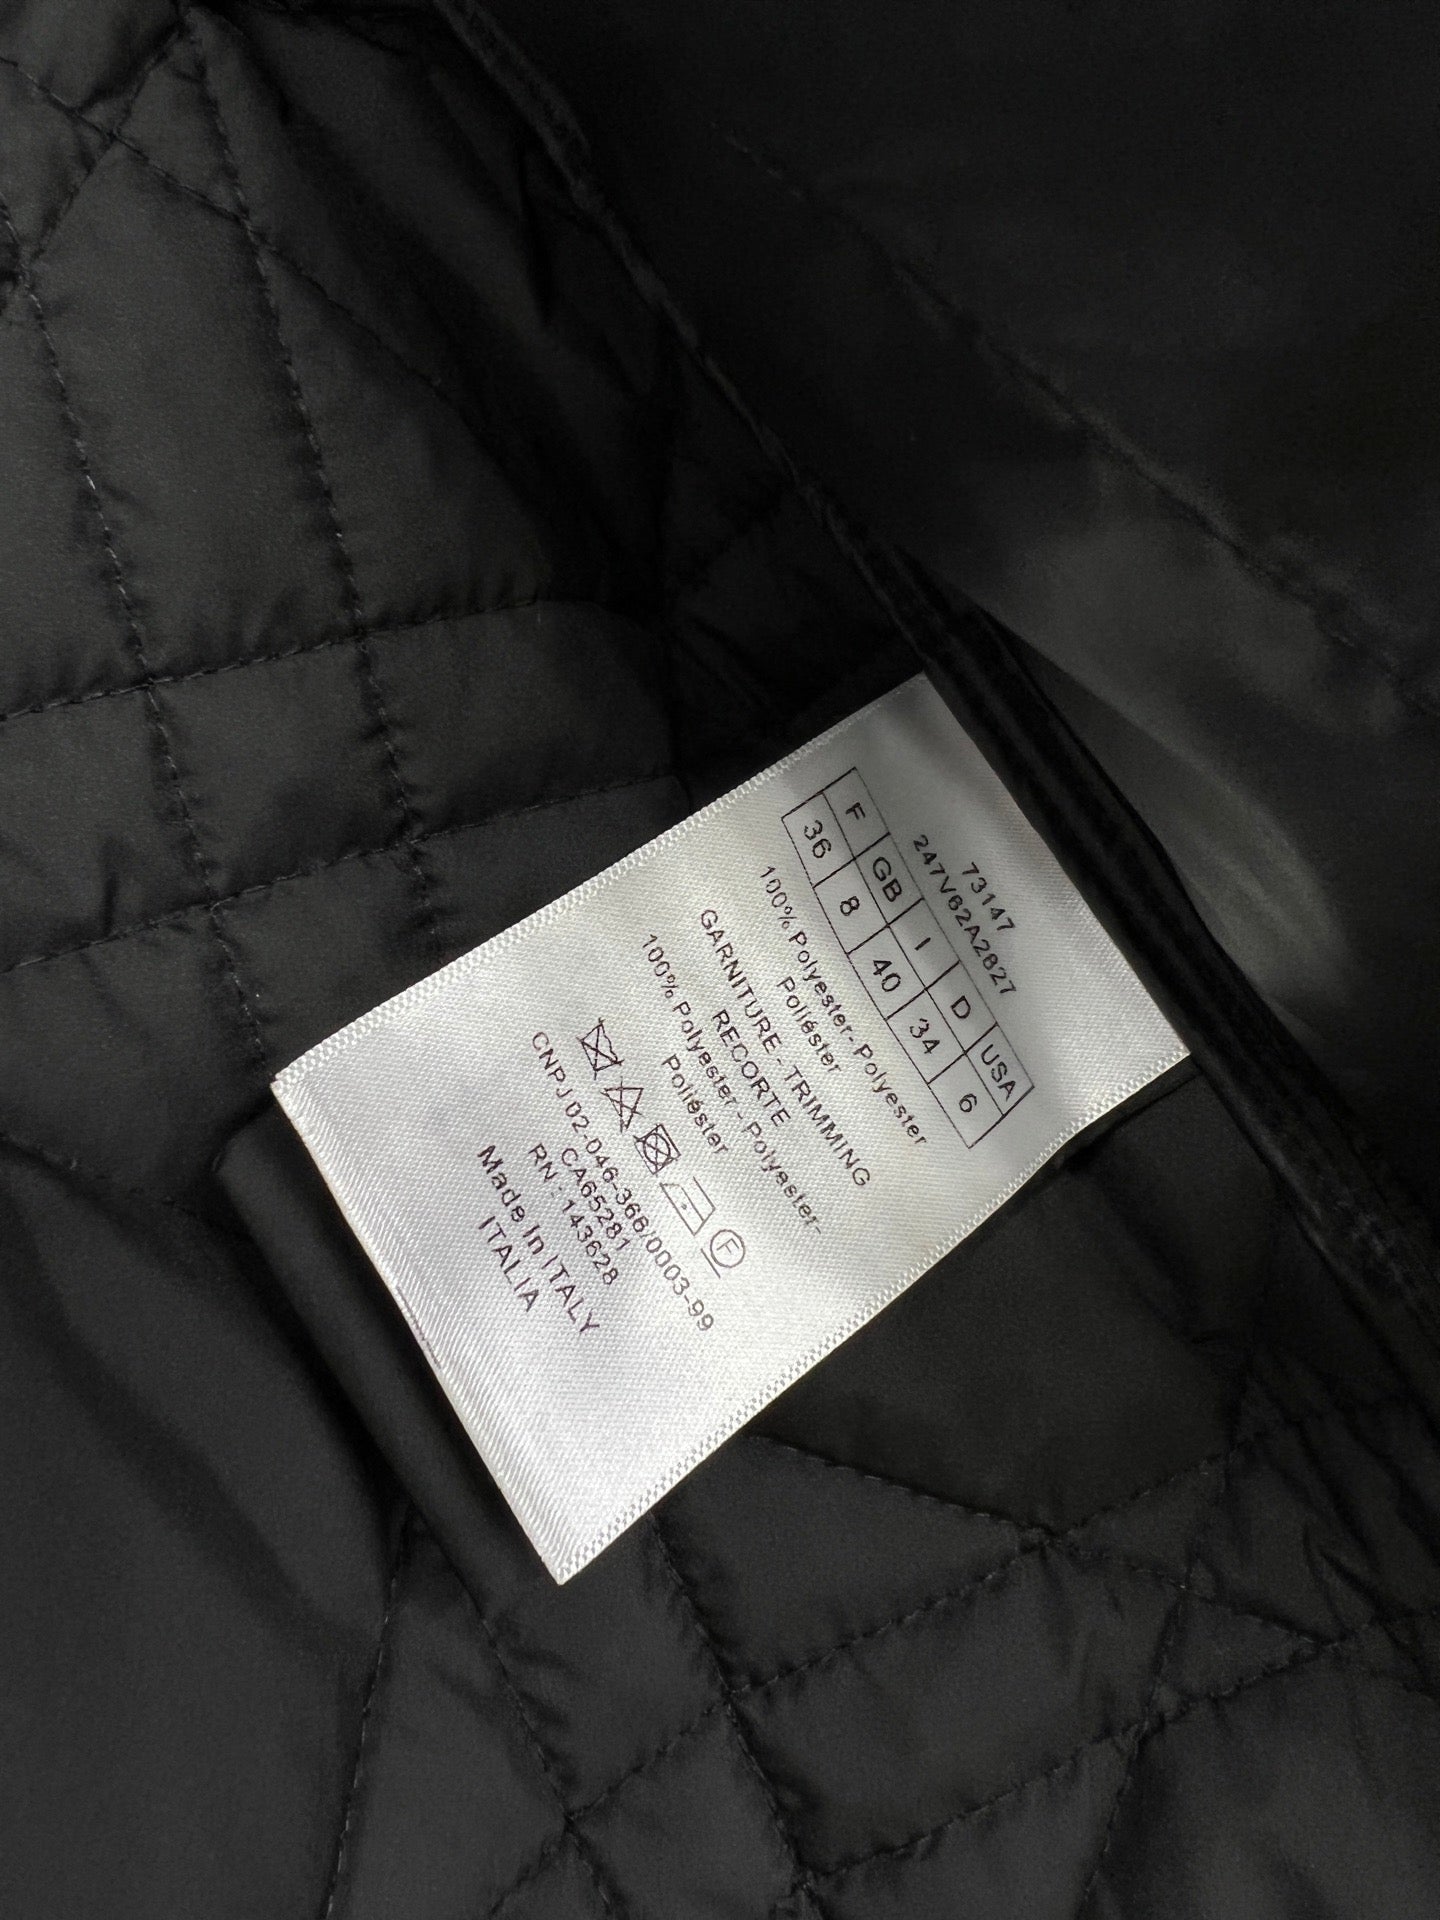 73147
247V62A2827
F GB I D USA
36 8 40 34 6
100% Polyester- Polyester
Poliéster
GARNITURE - TRIMMING
RECORTE
100% Polyester - Polyester-
Poliéster
F
CNPJ 02-046-366/0003-99
CA65281
RN : 143628
Made In ITALY
ITALIA